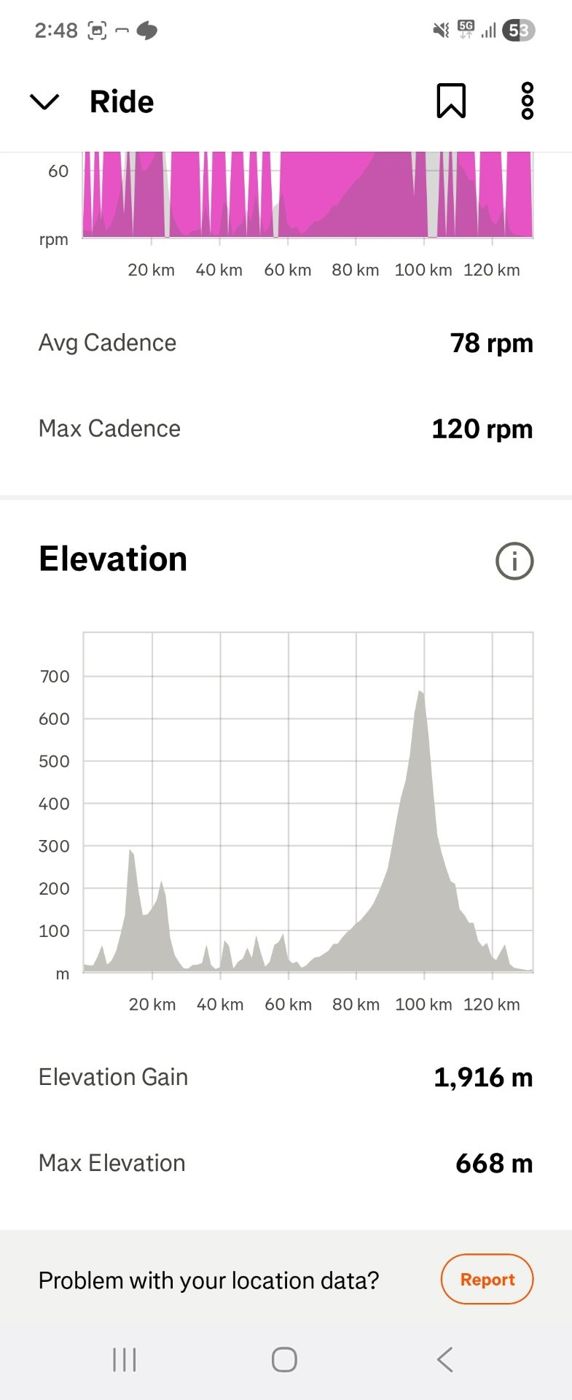 2:48 5G 53
Ride
60
rpm
20 km 40 km 60 km 80 km 100 km 120 km
Avg Cadence 78 rpm
Max Cadence 120 rpm
Elevation
700
600
500
400
300
200
100
m
20 km 40 km 60 km 80 km 100 km 120 km
Elevation Gain 1,916 m
Max Elevation 668 m
Problem with your location data? Report